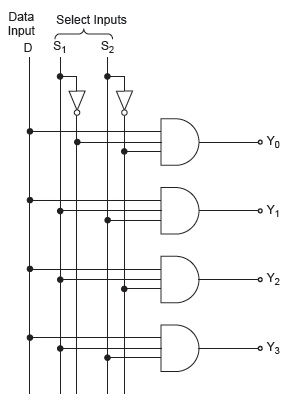 Data
Input
D
Select Inputs
S1
S2
Y0
Y1
Y2
Y3